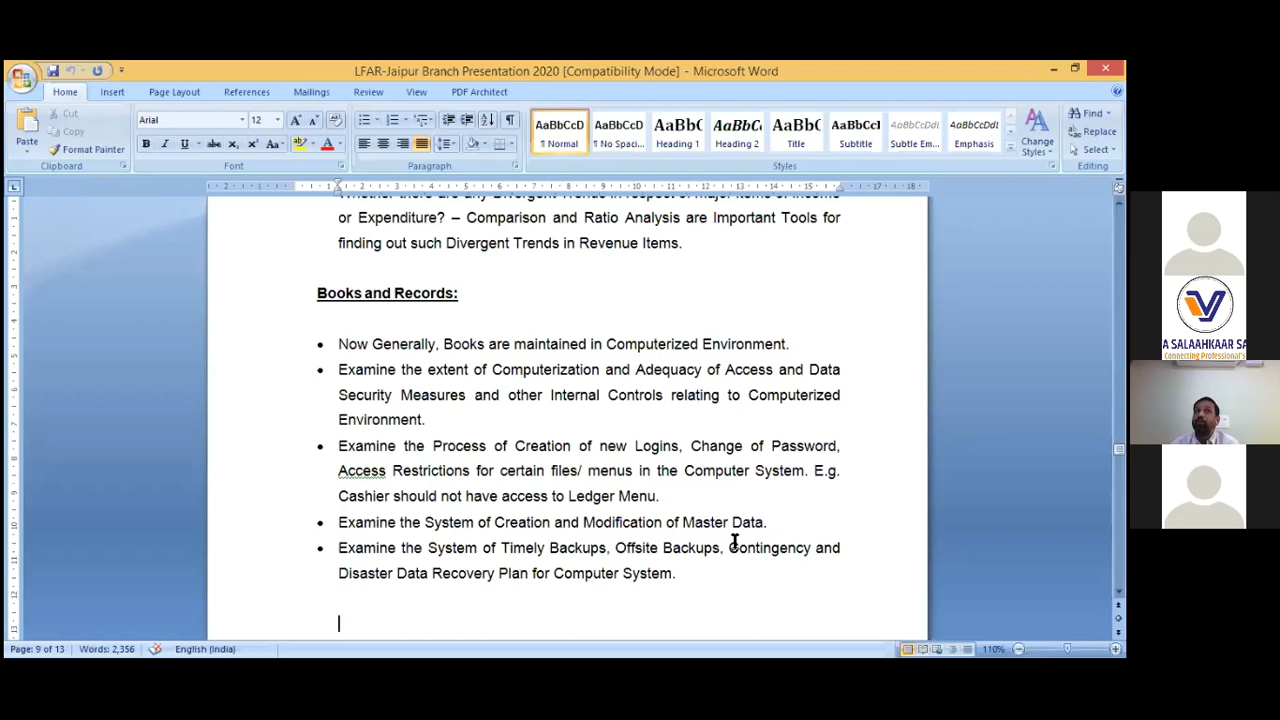 LFAR-Jaipur Branch Presentation 2020 [Compatibility Mode] - Microsoft Word
Home Insert Page Layout References Mailings Review View PDF Architect
Paste
Cut
Copy
Format Painter
Clipboard
Arial 12
Font
Paragraph
AaBbCcD AaBbCcD AaBbC AaBbCc AaBbC AaBbCcI AaBbCcDd AaBbCcDd
¶ Normal ¶ No Spaci... Heading 1 Heading 2 Title Subtitle Subtle Em... Emphasis
Styles
Change Styles
Find
Replace
Select
Editing
or Expenditure? – Comparison and Ratio Analysis are Important Tools for
finding out such Divergent Trends in Revenue Items.
Books and Records:
• Now Generally, Books are maintained in Computerized Environment.
• Examine the extent of Computerization and Adequacy of Access and Data
Security Measures and other Internal Controls relating to Computerized
Environment.
• Examine the Process of Creation of new Logins, Change of Password,
Access Restrictions for certain files/ menus in the Computer System. E.g.
Cashier should not have access to Ledger Menu.
• Examine the System of Creation and Modification of Master Data.
• Examine the System of Timely Backups, Offsite Backups, Contingency and
Disaster Data Recovery Plan for Computer System.
Page: 9 of 13 Words: 2,356 English (India) 110%
A SALAAHKAAR SA
Connecting Professional's